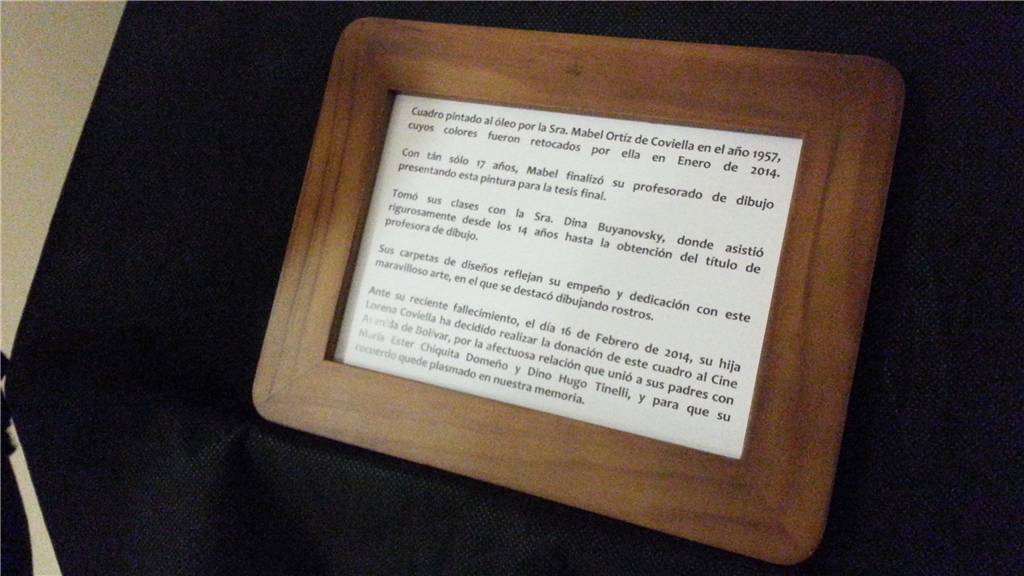 Cuadro pintado al óleo por la Sra. Mabel Ortíz de Coviella en el año 1957,
cuyos colores fueron retocados por ella en Enero de 2014.
Con tán sólo 17 años, Mabel finalizó su profesorado de dibujo
presentando esta pintura para la tesis final.
Tomó sus clases con la Sra. Dina Buyanovsky, donde asistió
rigurosamente desde los 14 años hasta la obtención del título de
profesora de dibujo.
Sus carpetas de diseños reflejan su empeño y dedicación con este
maravilloso arte, en el que se destacó dibujando rostros.
Ante su reciente fallecimiento, el día 16 de Febrero de 2014, su hija
Lorena Coviella ha decidido realizar la donación de este cuadro al Cine
Avenida de Bolívar, por la afectuosa relación que unió a sus padres con
María Ester Chiquita Domeño y Dino Hugo Tinelli, y para que su
recuerdo quede plasmado en nuestra memoria.